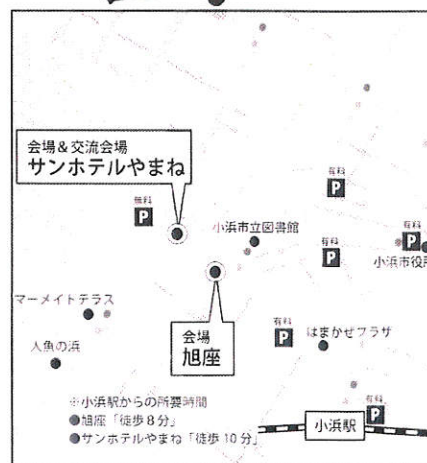 会場＆交流会場
サンホテルやまね
無料
P
有料
P
小浜市立図書館
有料
P
有料
P
小浜市役所
会場
旭座
マーメイドテラス
人魚の浜
有料
P
はまかぜプラザ
※小浜駅からの所要時間
●旭座「徒歩8分」
●サンホテルやまね「徒歩10分」
有料
P
小浜駅